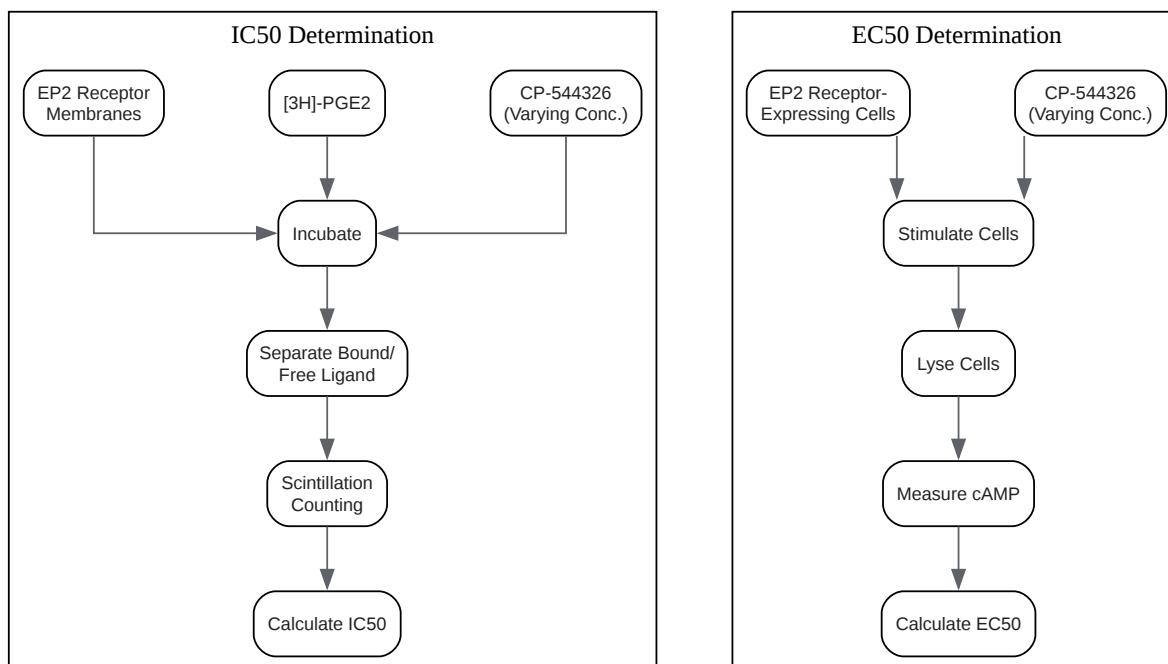 IC50 Determination
EP2 Receptor
Membranes
[3H]-PGE2
CP-544326
(Varying Conc.)
Incubate
Separate Bound/
Free Ligand
Scintillation
Counting
Calculate IC50
EC50 Determination
EP2 Receptor-
Expressing Cells
CP-544326
(Varying Conc.)
Stimulate Cells
Lyse Cells
Measure cAMP
Calculate EC50